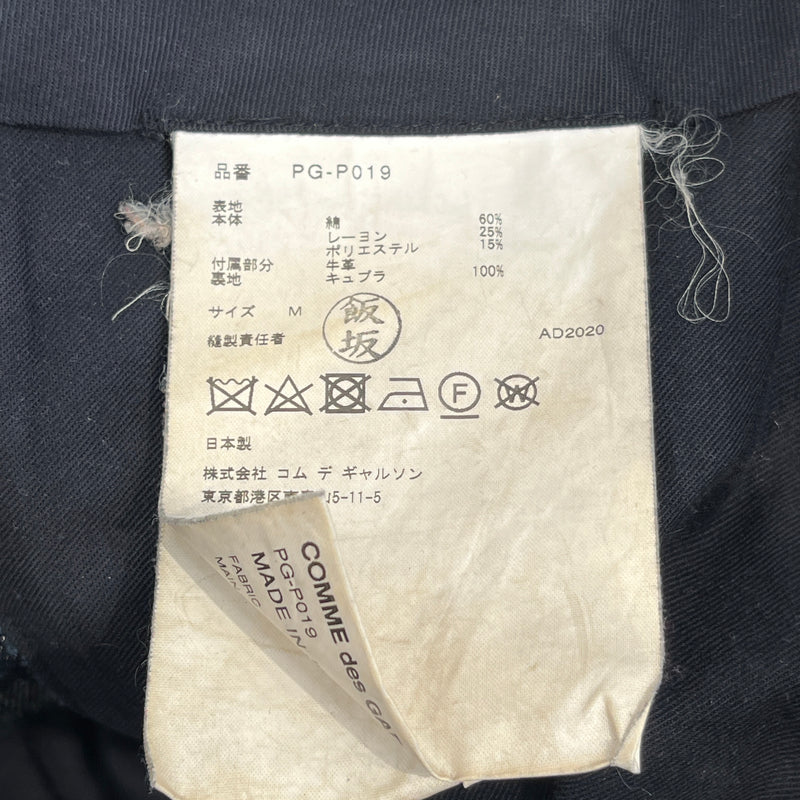 品番 PG-P019
表地
本体 綿 60%
レーヨン 25%
ポリエステル 15%
付属部分 牛革
裏地 キュプラ 100%
サイズ M
縫製責任者 飯坂 AD2020
F W
日本製
株式会社 コム デ ギャルソン
東京都港区南 5-11-5
COMME des
PG-P019
MADE IN
FABRIC